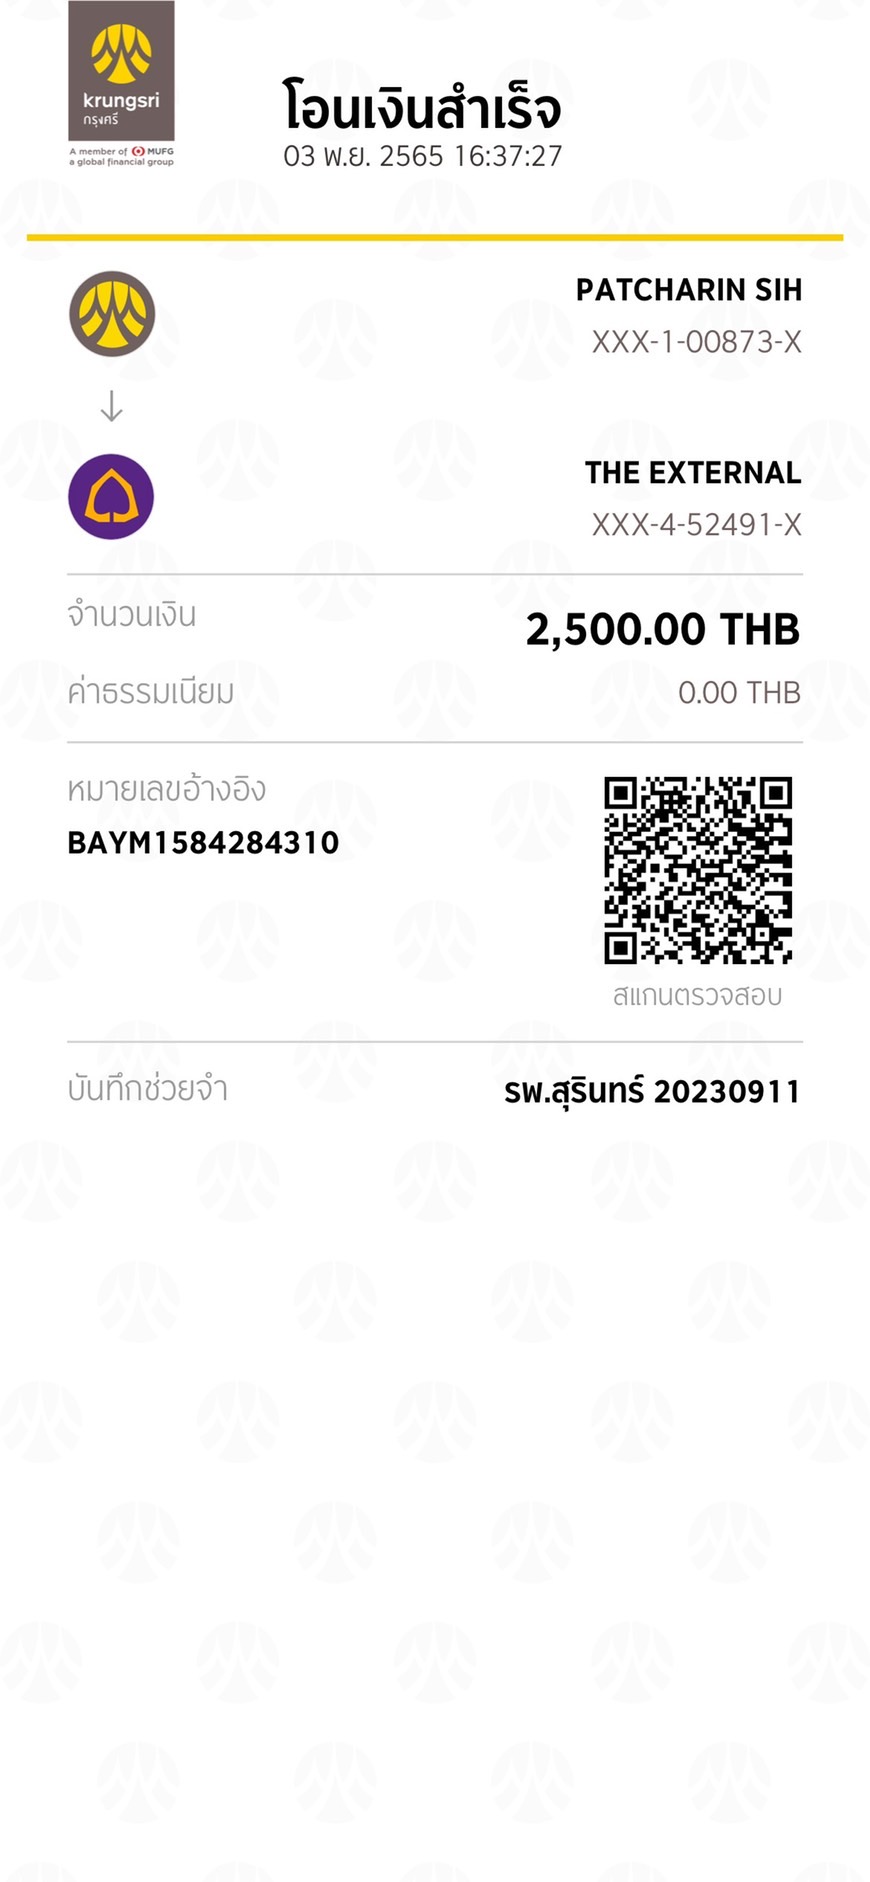 krungsri
กรุงศรี
A member of MUFG
a global financial group
โอนเงินสำเร็จ
03 พ.ย. 2565 16:37:27
PATCHARIN SIH
XXX-1-00873-X
THE EXTERNAL
XXX-4-52491-X
จำนวนเงิน
2,500.00 THB
ค่าธรรมเนียม
0.00 THB
หมายเลขอ้างอิง
BAYM1584284310
สแกนตรวจสอบ
บันทึกช่วยจำ
รพ.สุรินทร์ 20230911